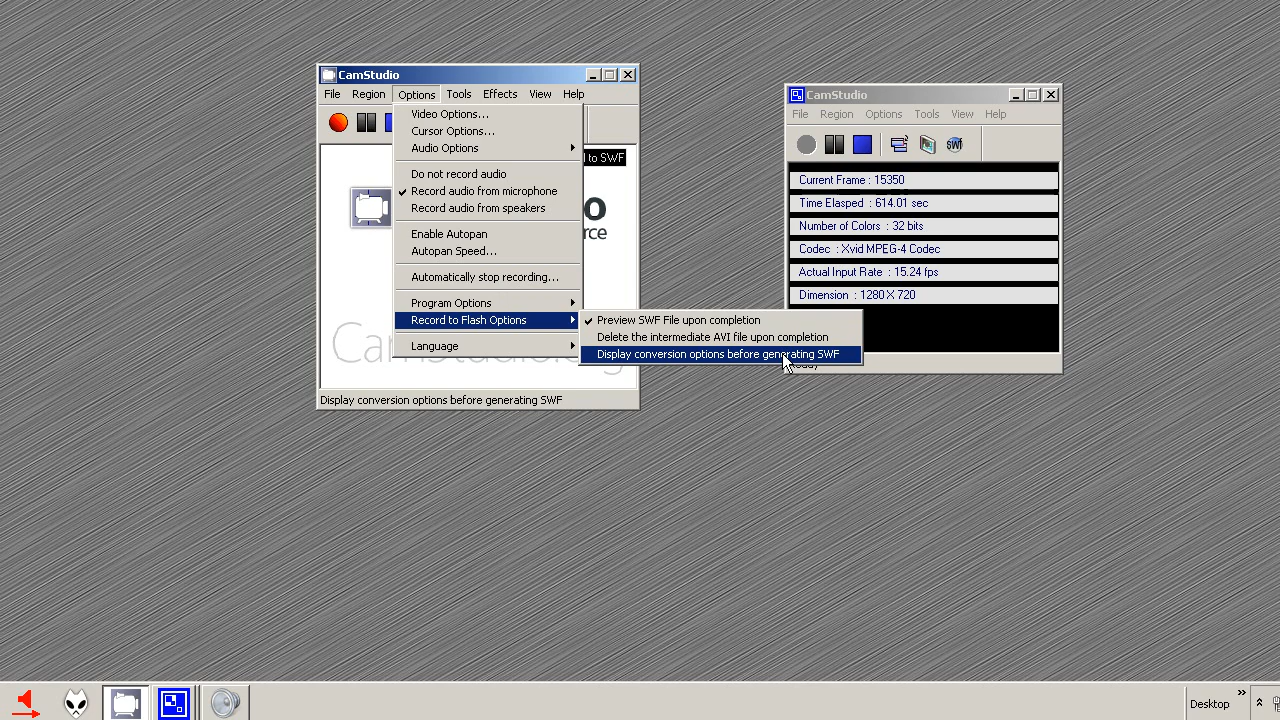 CamStudio
File Region Options Tools Effects View Help
Video Options...
Cursor Options...
Audio Options
Do not record audio
Record audio from microphone
Record audio from speakers
Enable Autopan
Autopan Speed...
Automatically stop recording...
Program Options
Record to Flash Options
Language
to SWF
o
rce
CamStudio
Preview SWF File upon completion
Delete the intermediate AVI file upon completion
Display conversion options before generating SWF
Display conversion options before generating SWF
CamStudio
File Region Options Tools View Help
SWF
Current Frame : 15350
Time Elasped : 614.01 sec
Number of Colors : 32 bits
Codec : Xvid MPEG-4 Codec
Actual Input Rate : 15.24 fps
Dimension : 1280 X 720
Desktop